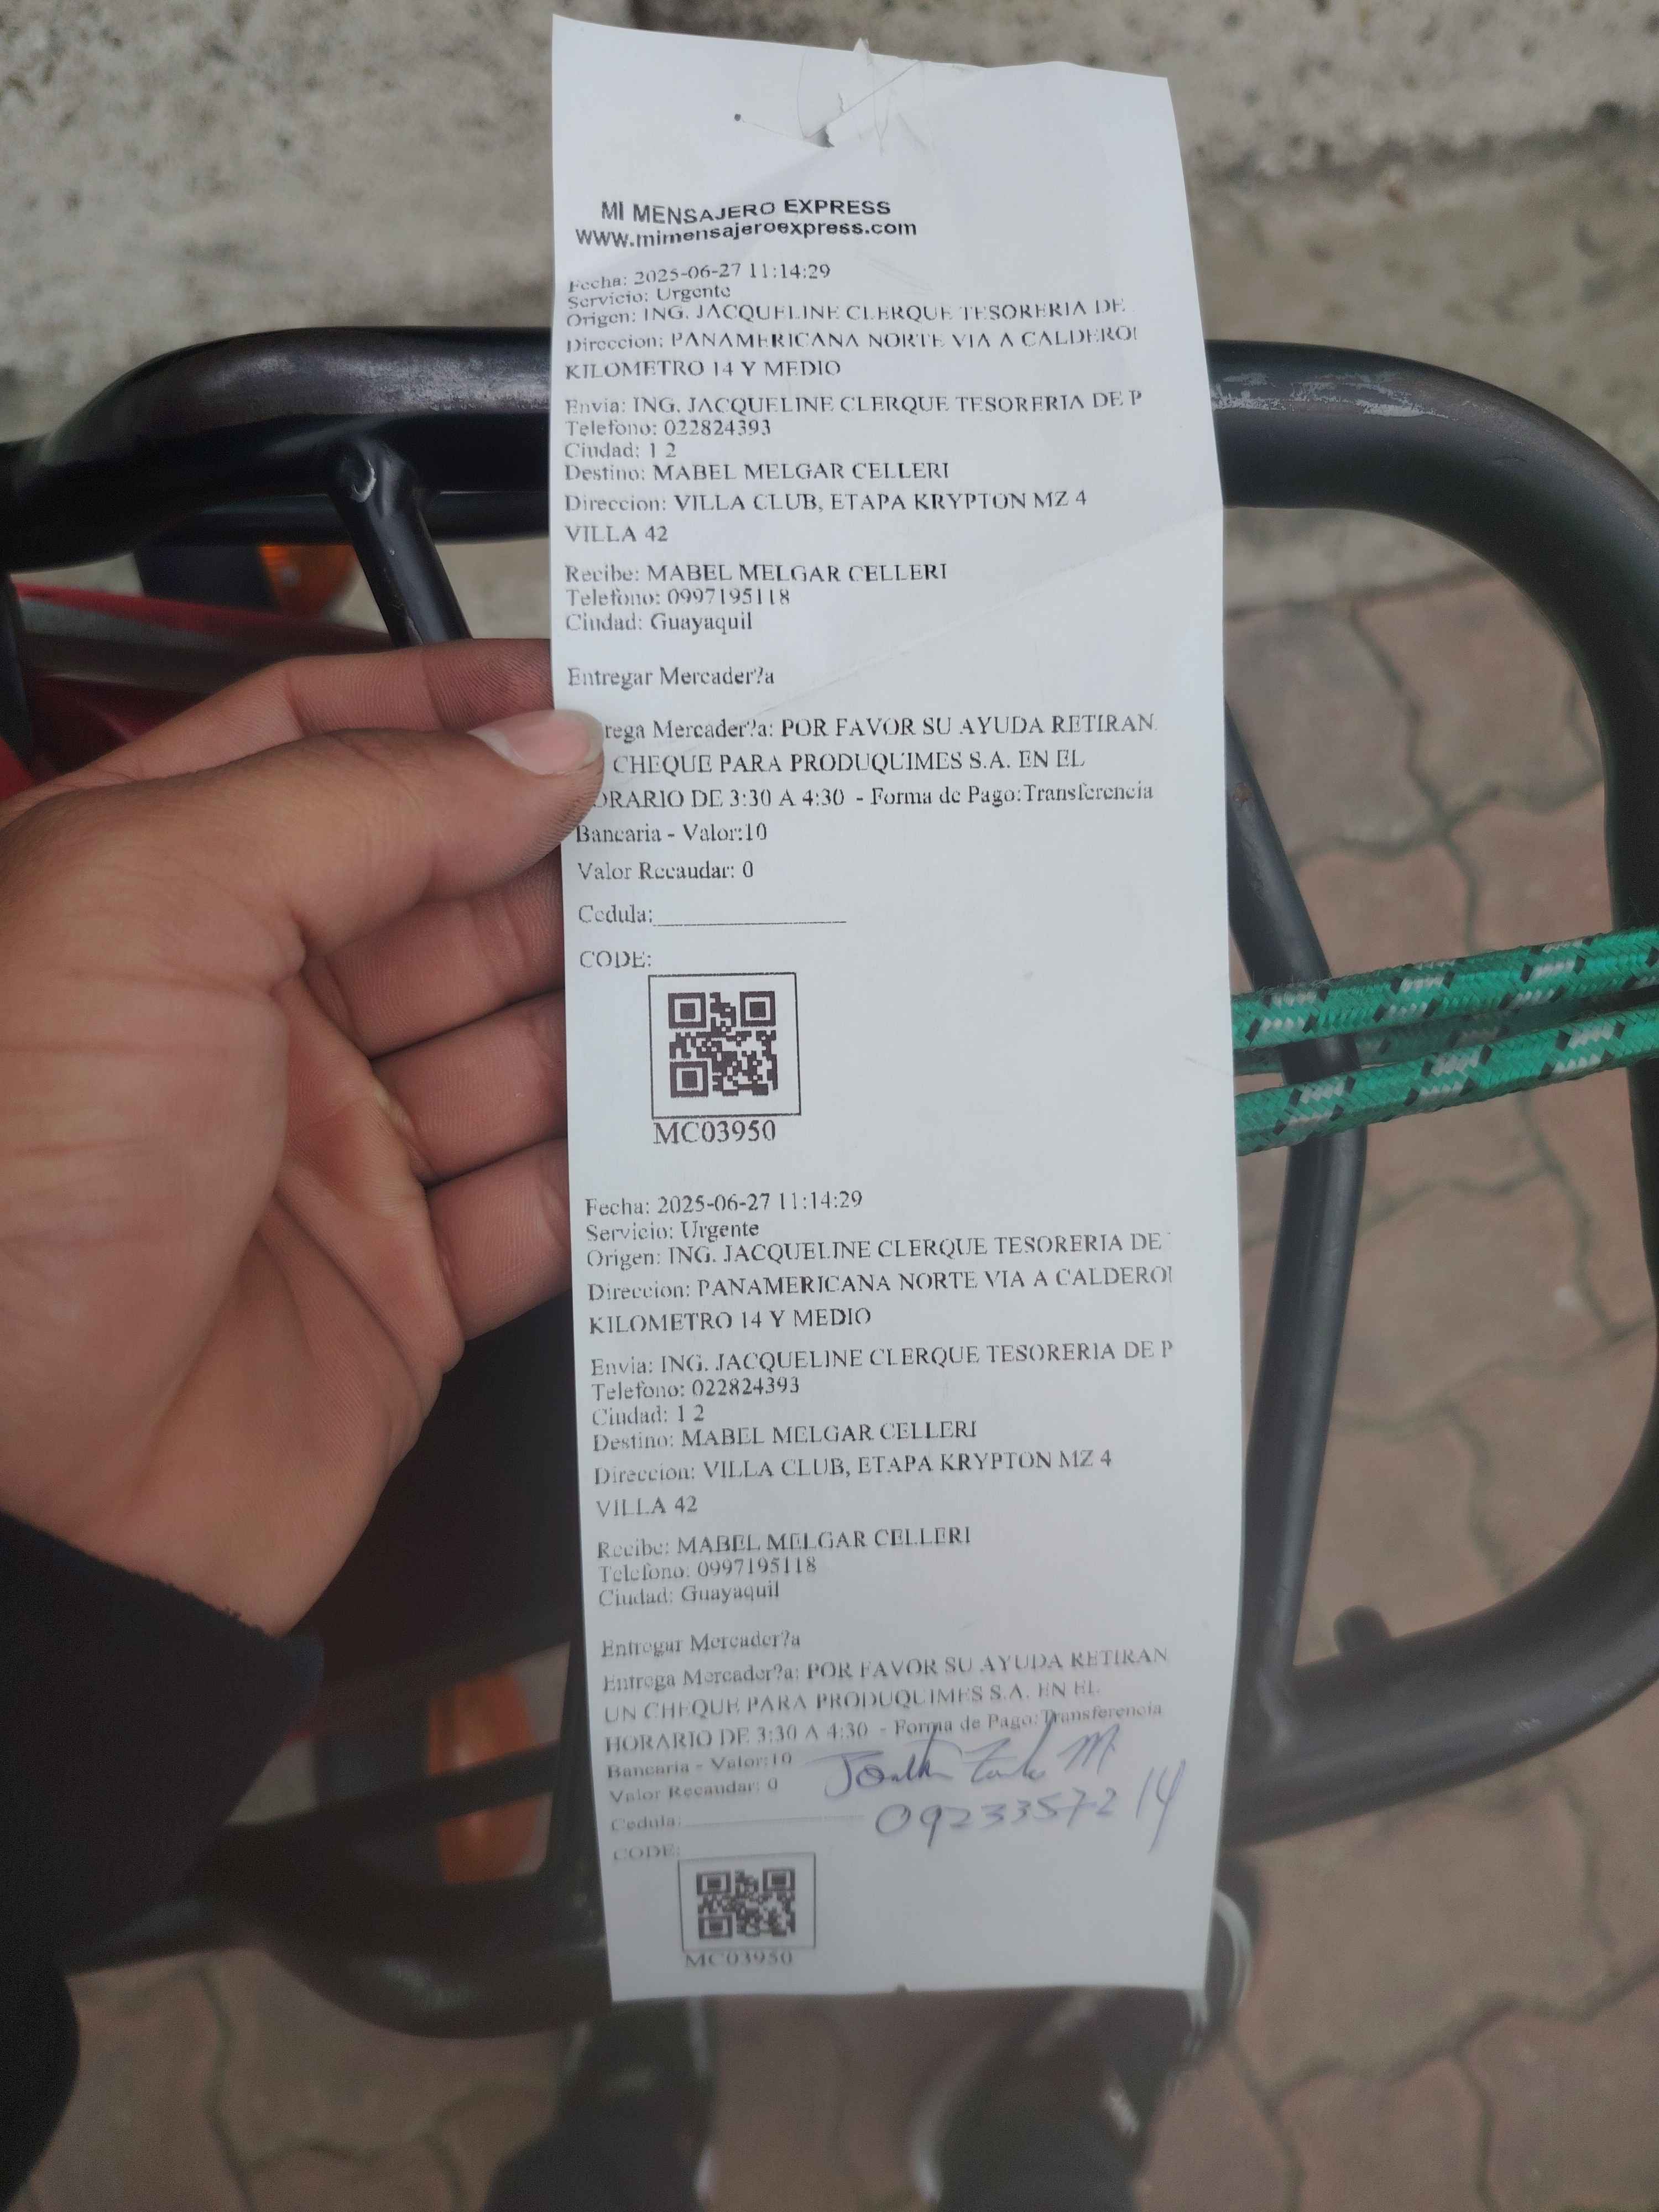 MI MENSAJERO EXPRESS
www.mimensajeroexpress.com
Fecha: 2025-06-27 11:14:29
Servicio: Urgente
Origen: ING. JACQUELINE CLERQUE TESORERIA DE
Direccion: PANAMERICANA NORTE VIA A CALDERO
KILOMETRO 14 Y MEDIO
Envia: ING. JACQUELINE CLERQUE TESORERIA DE P
Telefono: 022824393
Ciudad: 1 2
Destino: MABEL MELGAR CELLERI
Direccion: VILLA CLUB, ETAPA KRYPTON MZ 4
VILLA 42
Recibe: MABEL MELGAR CELLERI
Telefono: 0997195118
Ciudad: Guayaquil
Entregar Mercader?a
rega Mercader?a: POR FAVOR SU AYUDA RETIRAN
CHEQUE PARA PRODUQUIMES S.A. EN EL
ORARIO DE 3:30 A 4:30 - Forma de Pago:Transferencia
Bancaria - Valor:10
Valor Recaudar: 0
Cedula:
CODE:
MC03950
Fecha: 2025-06-27 11:14:29
Servicio: Urgente
Origen: ING. JACQUELINE CLERQUE TESORERIA DE
Direccion: PANAMERICANA NORTE VIA A CALDERO
KILOMETRO 14 Y MEDIO
Envia: ING. JACQUELINE CLERQUE TESORERIA DE P
Telefono: 022824393
Ciudad: 1 2
Destino: MABEL MELGAR CELLERI
Direccion: VILLA CLUB, ETAPA KRYPTON MZ 4
VILLA 42
Recibe: MABEL MELGAR CELLERI
Telefono: 0997195118
Ciudad: Guayaquil
Entregar Mercader?a
Entrega Mercader?a: POR FAVOR SU AYUDA RETIRAN
UN CHEQUE PARA PRODUQUIMES S.A. EN EL
HORARIO DE 3:30 A 4:30 - Forma de Pago:Transferencia
Bancaria - Valor:10
Valor Recaudar: 0
Cedula: 0923357214
CODE:
MC03950